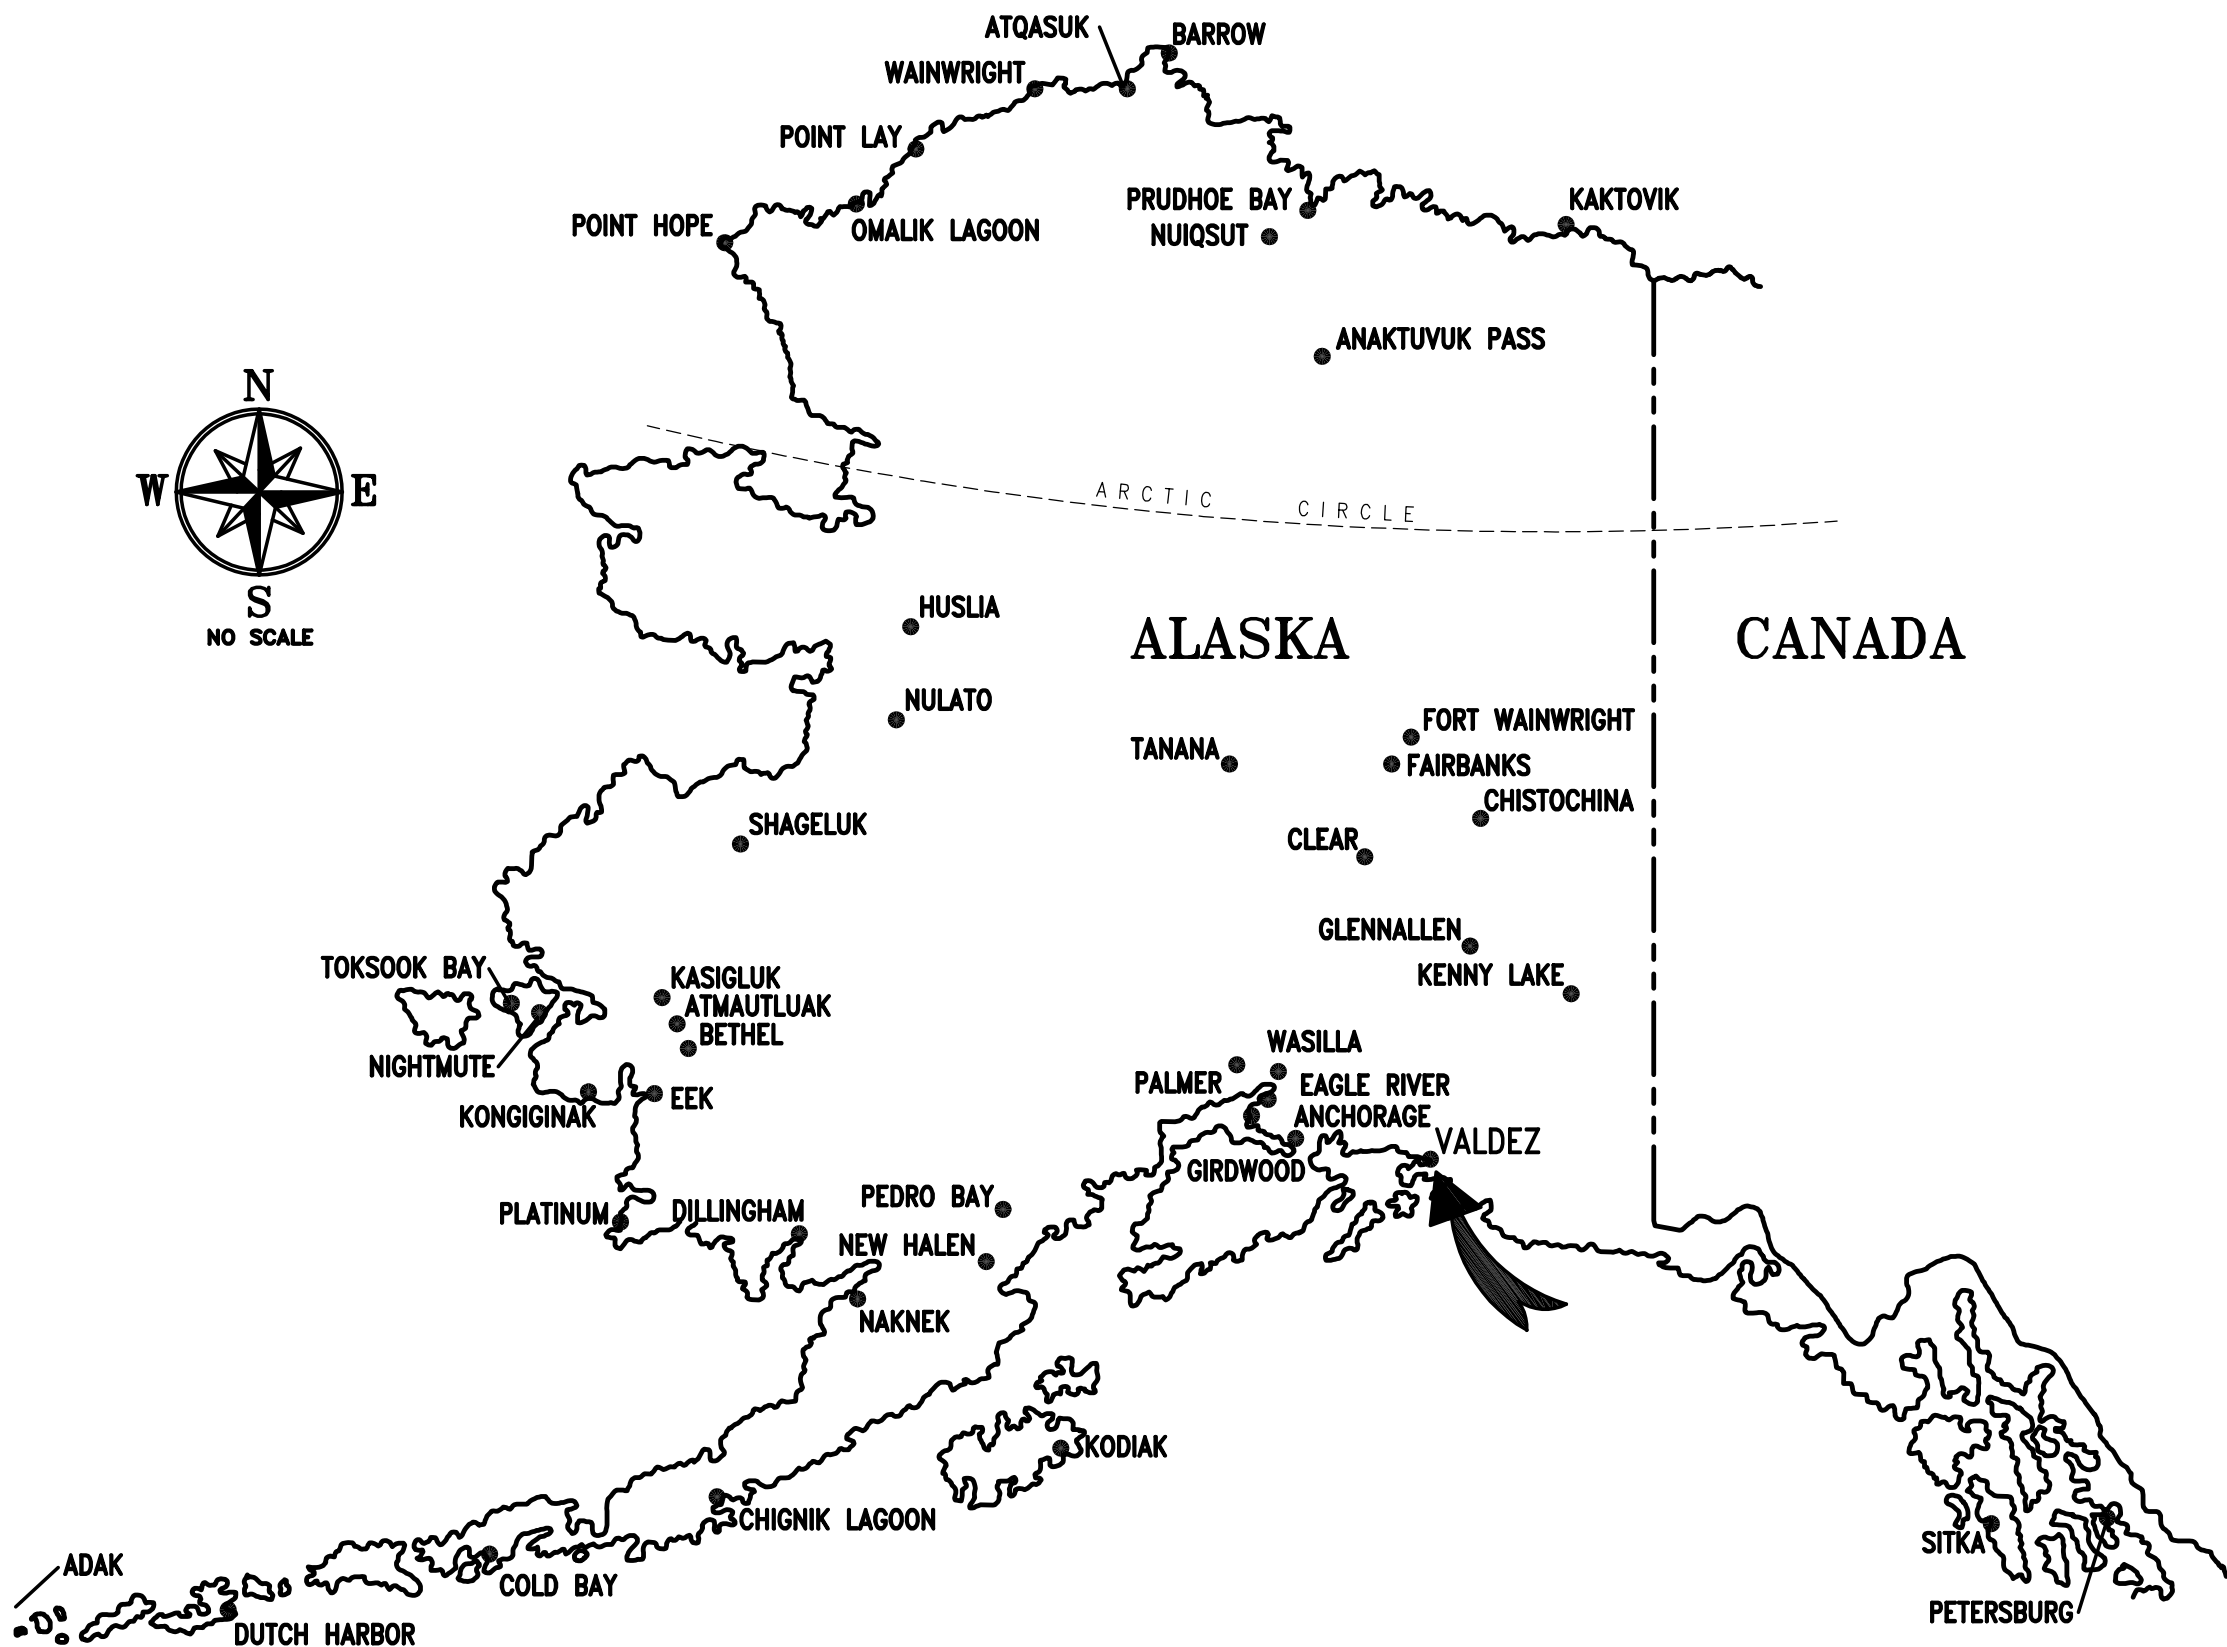 ATQASUK
BARROW
WAINWRIGHT
POINT LAY
PRUDHOE BAY
KAKTOVIK
POINT HOPE
OMALIK LAGOON
NUIQSUT
ANAKTUVUK PASS
N
W
E
S
NO SCALE
ARCTIC CIRCLE
HUSLIA
ALASKA
CANADA
NULATO
FORT WAINWRIGHT
TANANA
FAIRBANKS
CHISTOCHINA
SHAGELUK
CLEAR
GLENNALLEN
TOKSOOK BAY
KASIGLUK
KENNY LAKE
ATMAUTLUAK
BETHEL
WASILLA
NIGHTMUTE
PALMER
EAGLE RIVER
EEK
KONGIGINAK
ANCHORAGE
VALDEZ
GIRDWOOD
PEDRO BAY
PLATINUM
DILLINGHAM
NEW HALEN
NAKNEK
KODIAK
CHIGNIK LAGOON
SITKA
ADAK
COLD BAY
PETERSBURG
DUTCH HARBOR